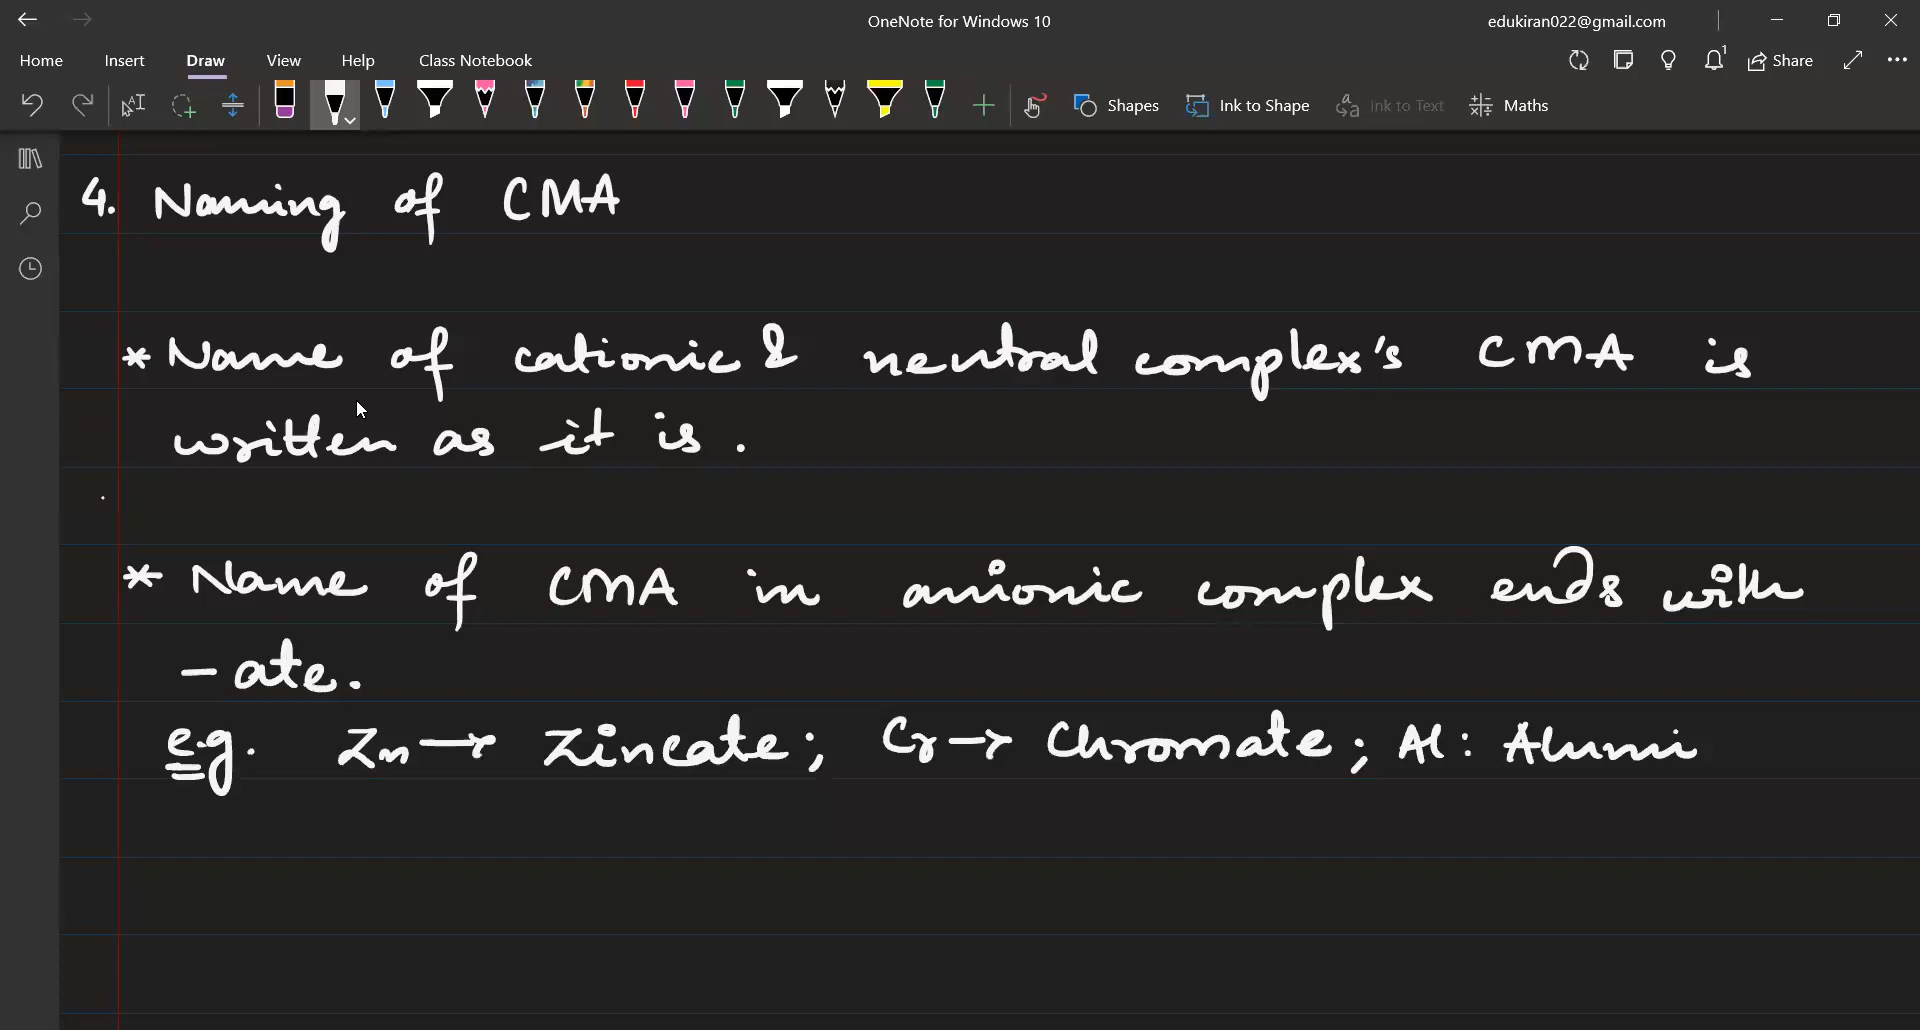 OneNote for Windows 10
edukiran022@gmail.com
Home Insert Draw View Help Class Notebook
1 Share
Shapes Ink to Shape Ink to Text Maths
4. Naming of CMA
* Name of cationic & neutral complex's CMA is
written as it is.
* Name of CMA in anionic complex ends with
- ate.
e.g. Zn → Zincate; Cr → Chromate; Al: Alumi